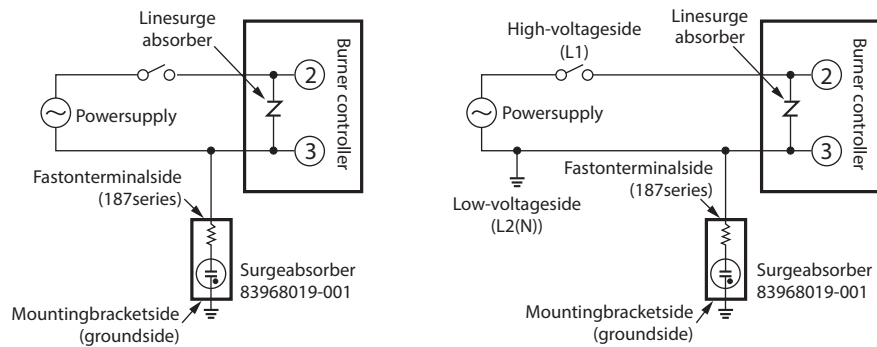 Linesurge
absorber
Burner controller
2
Powersupply
3
Fastonterminalside
(187series)
Surgeabsorber
83968019-001
Mountingbracketside
(groundside)
High-voltageside
(L1)
Linesurge
absorber
Burner controller
2
Powersupply
3
Fastonterminalside
(187series)
Low-voltageside
(L2(N))
Surgeabsorber
83968019-001
Mountingbracketside
(groundside)